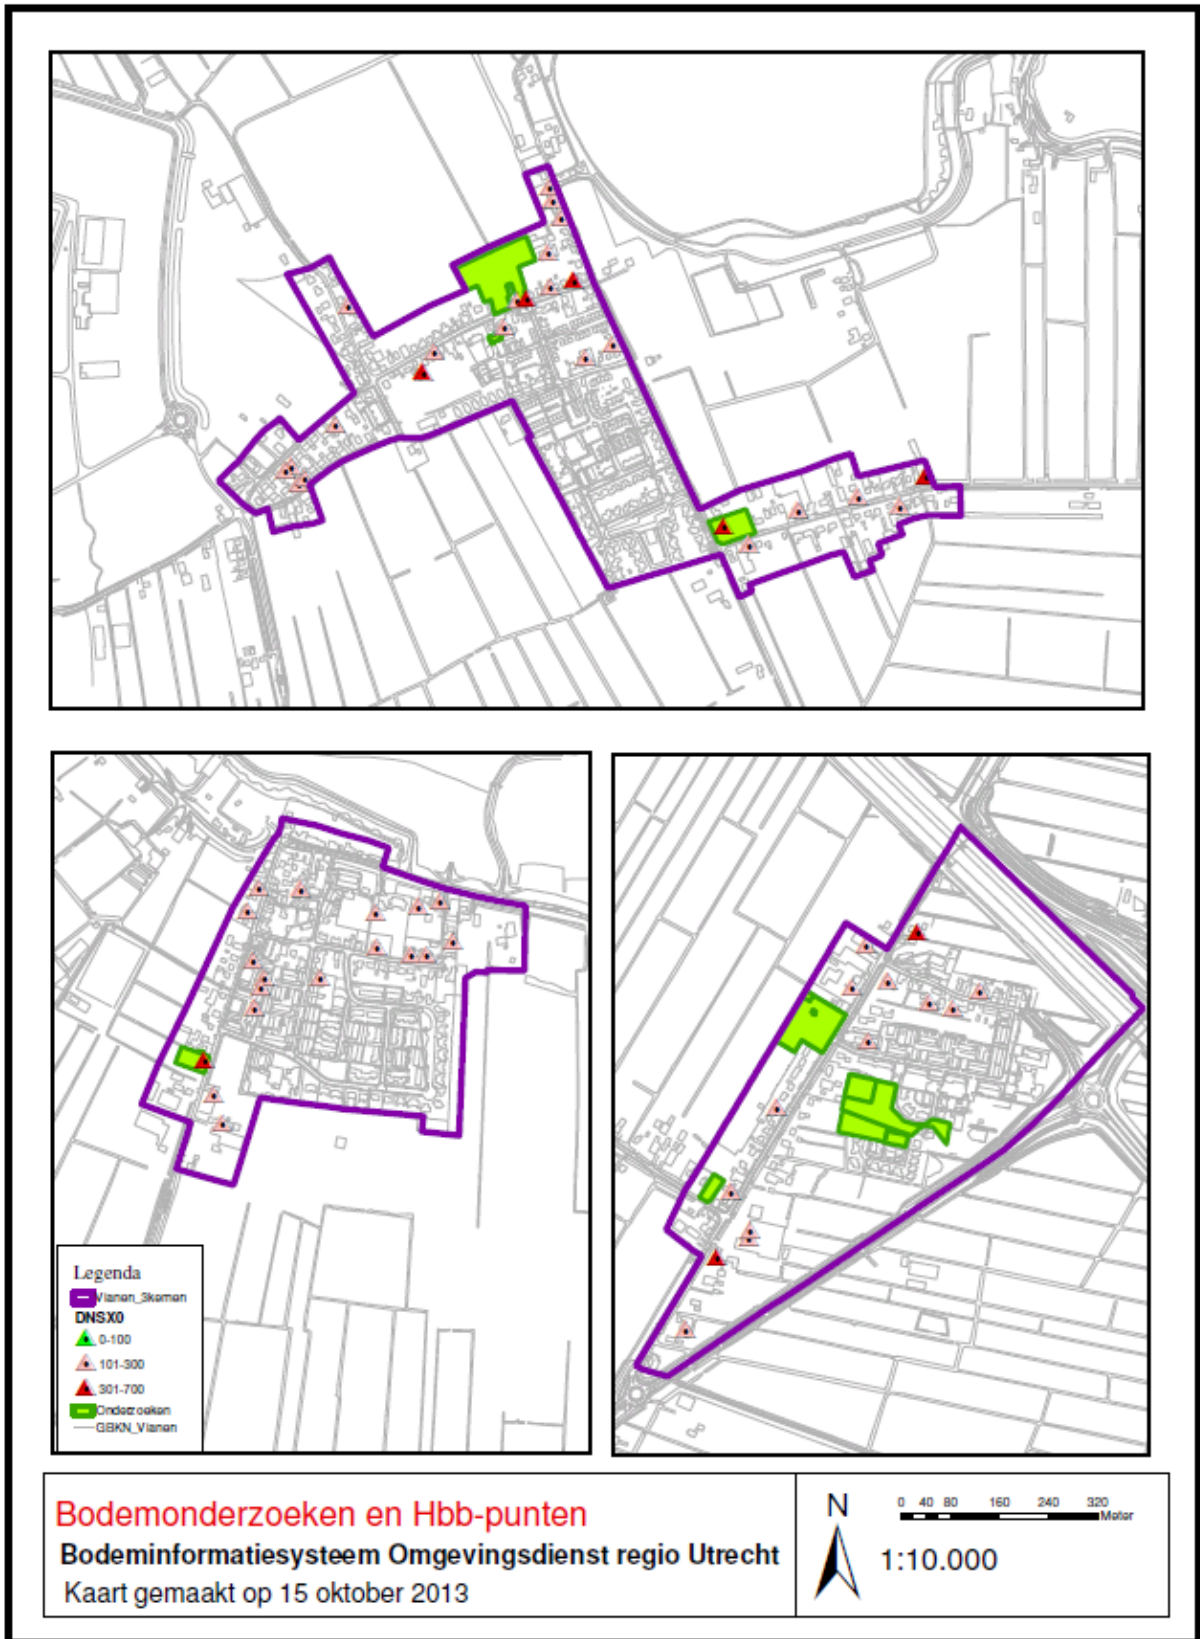 Legenda
Vianen_3kernen
DNSX0
0-100
101-300
301-700
Onderzoeken
GBKN_Vianen
Bodemonderzoeken en Hbb-punten
Bodeminformatiesysteem Omgevingsdienst regio Utrecht
Kaart gemaakt op 15 oktober 2013
N
0 40 80 160 240 320
Meter
1:10.000